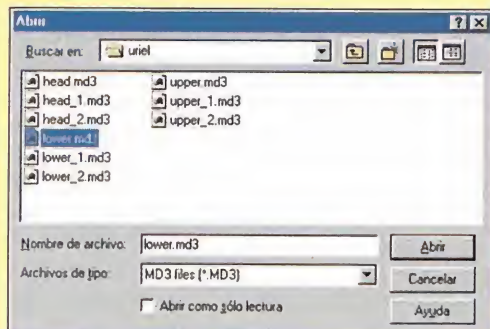 Abrir
Buscar en: uriel
head.md3
head_1.md3
head_2.md3
lower.md3
lower_1.md3
lower_2.md3
upper.md3
upper_1.md3
upper_2.md3
Nombre de archivo: lower.md3 Abrir
Archivos de tipo: MD3 files (*.MD3) Cancelar
Abrir como sólo lectura Ayuda